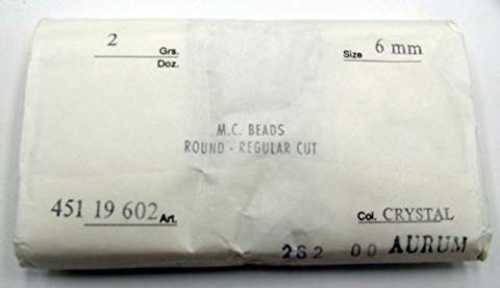 2 Grs. Size 6 mm
Doz.
M.C. BEADS
ROUND - REGULAR CUT
451 19 602 Art. Col. CRYSTAL
282 00 AURUM